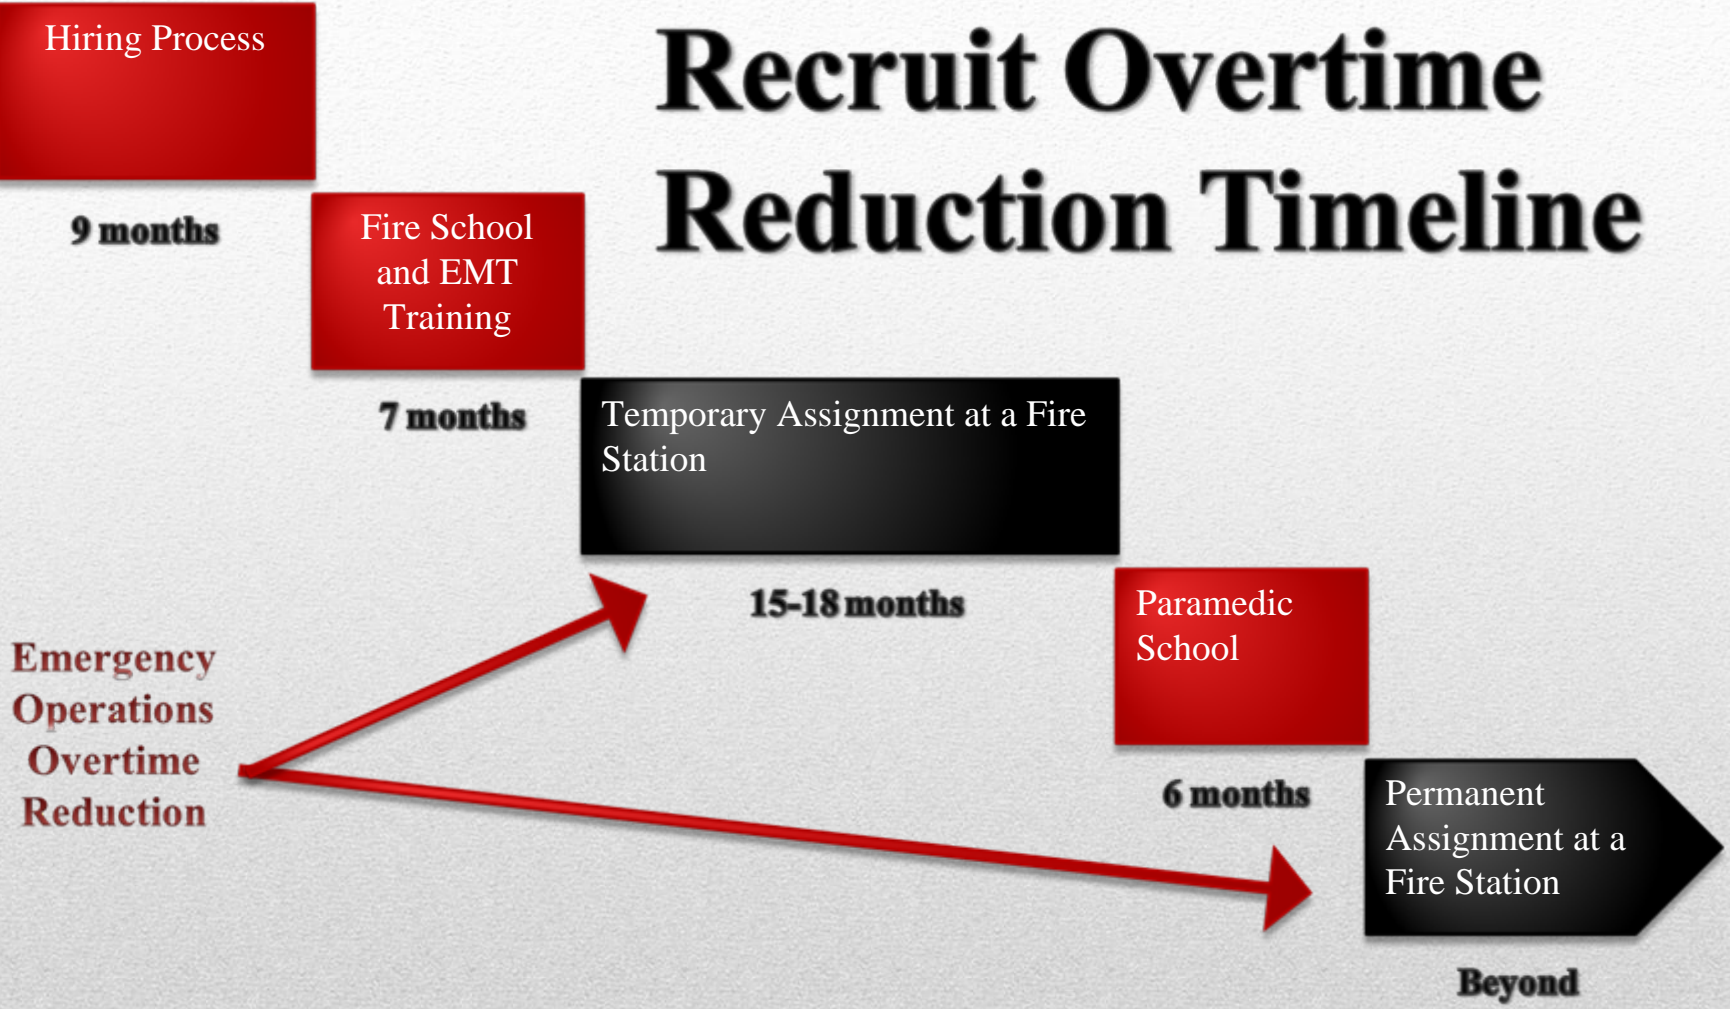 Hiring Process
Recruit Overtime
Reduction Timeline
9 months
Fire School
and EMT
Training
7 months
Temporary Assignment at a Fire
Station
15-18 months
Paramedic
School
6 months
Emergency
Operations
Overtime
Reduction
Permanent
Assignment at a
Fire Station
Beyond